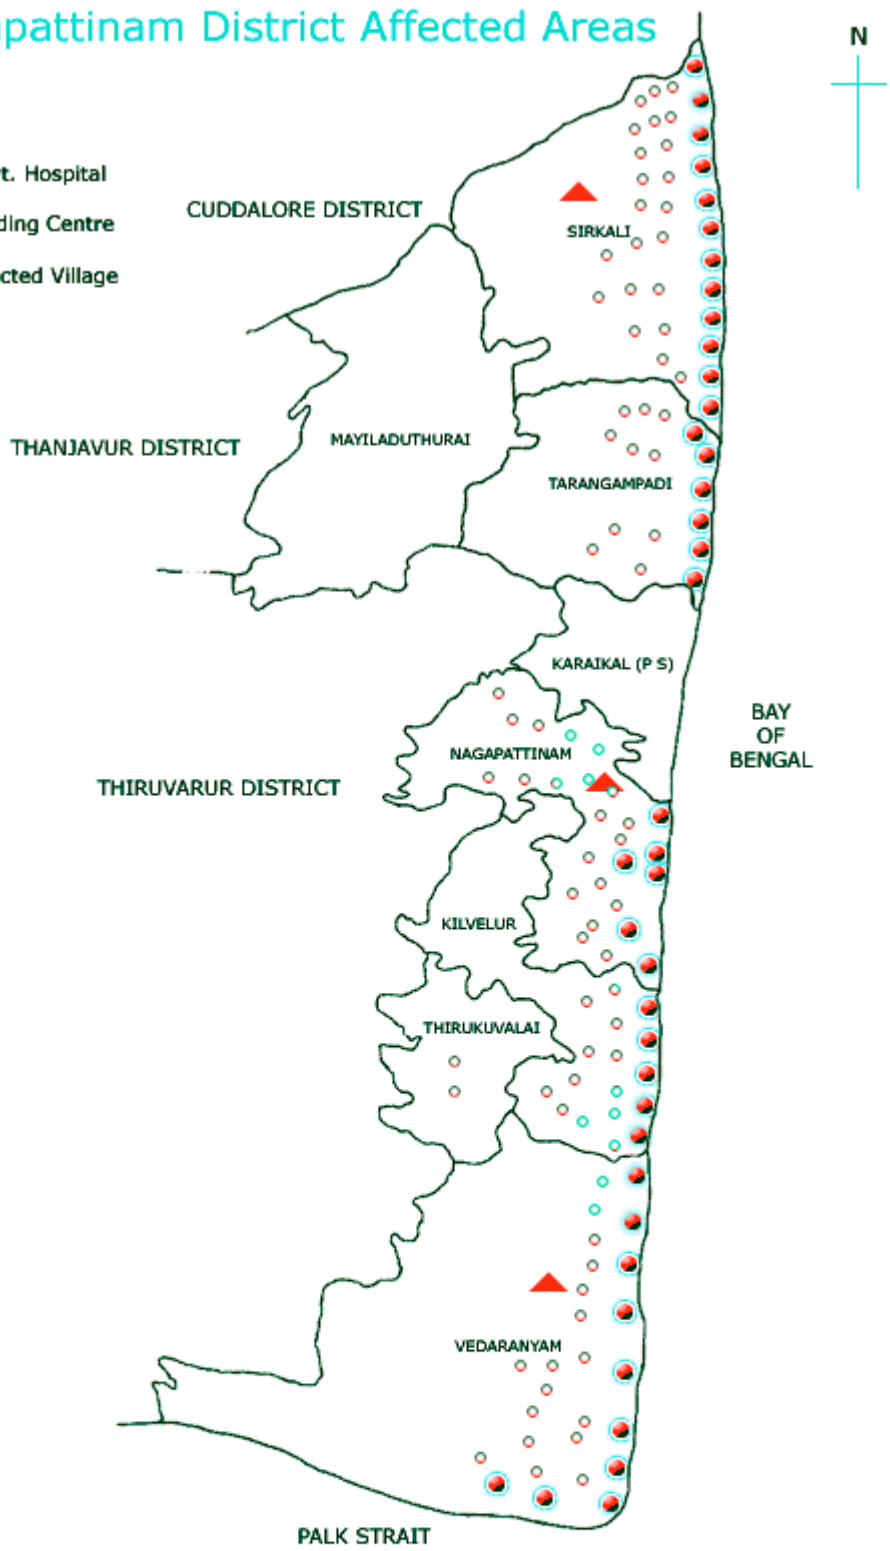 pattinam District Affected Areas
N
t. Hospital
CUDDALORE DISTRICT
ding Centre
SIRKALI
cted Village
MAYILADUTHURAI
THANJAVUR DISTRICT
TARANGAMPADI
KARAIKAL (P S)
BAY
OF
BENGAL
NAGAPATTINAM
THIRUVARUR DISTRICT
KILVELUR
THIRUKUVALAI
VEDARANYAM
PALK STRAIT